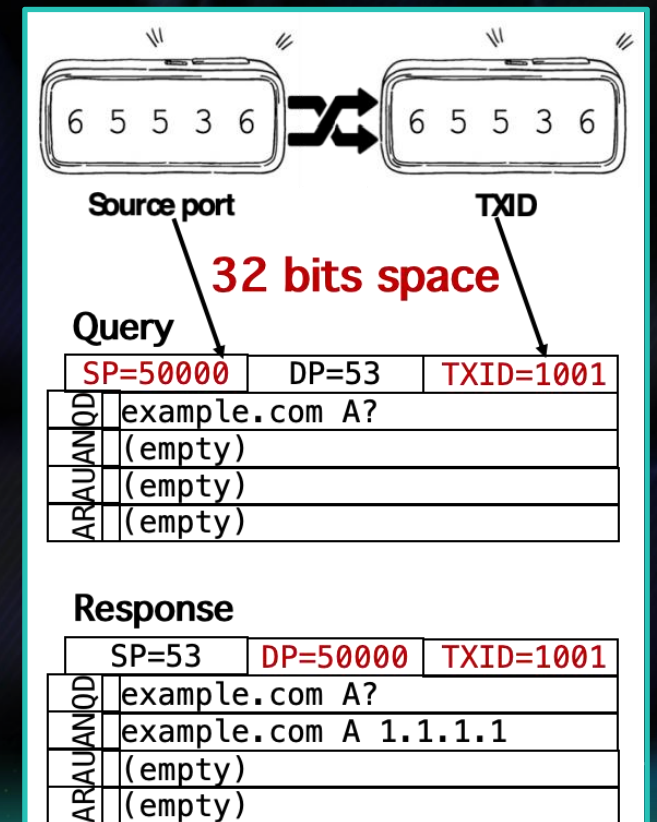 6 5 5 3 6 6 5 5 3 6
Source port TXID
32 bits space
Query
SP=50000 DP=53 TXID=1001
QD example.com A?
AN (empty)
AU (empty)
AR (empty)
Response
SP=53 DP=50000 TXID=1001
QD example.com A?
AN example.com A 1.1.1.1
AU (empty)
AR (empty)